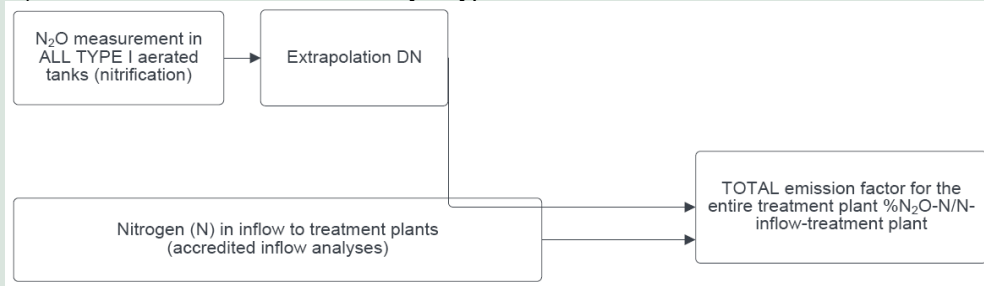 N₂O measurement in
ALL TYPE I aerated
tanks (nitrification)
Extrapolation DN
Nitrogen (N) in inflow to treatment plants
(accredited inflow analyses)
TOTAL emission factor for the
entire treatment plant %N₂O-N/N-
inflow-treatment plant